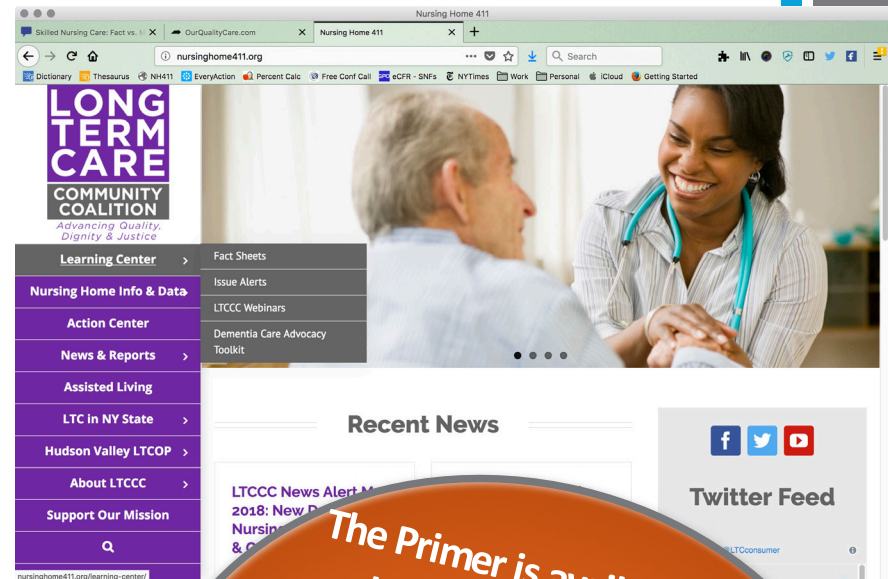 Nursing Home 411
Skilled Nursing Care: Fact vs.
OurQualityCare.com
Nursing Home 411
nursinghome411.org
Search
Dictionary Thesaurus NH411 EveryAction Percent Calc Free Conf Call eCFR - SNFs NYTimes Work Personal iCloud Getting Started
LONG
TERM
CARE
COMMUNITY
COALITION
Advancing Quality,
Dignity & Justice
Learning Center
Fact Sheets
Issue Alerts
LTCCC Webinars
Dementia Care Advocacy
Toolkit
Nursing Home Info & Data
Action Center
News & Reports
Assisted Living
LTC in NY State
Hudson Valley LTCOP
About LTCCC
Support Our Mission
Recent News
LTCCC News Alert
2018: New
&
Twitter Feed
@LTCconsumer
The Primer is
nursinghome411.org/learning-center/